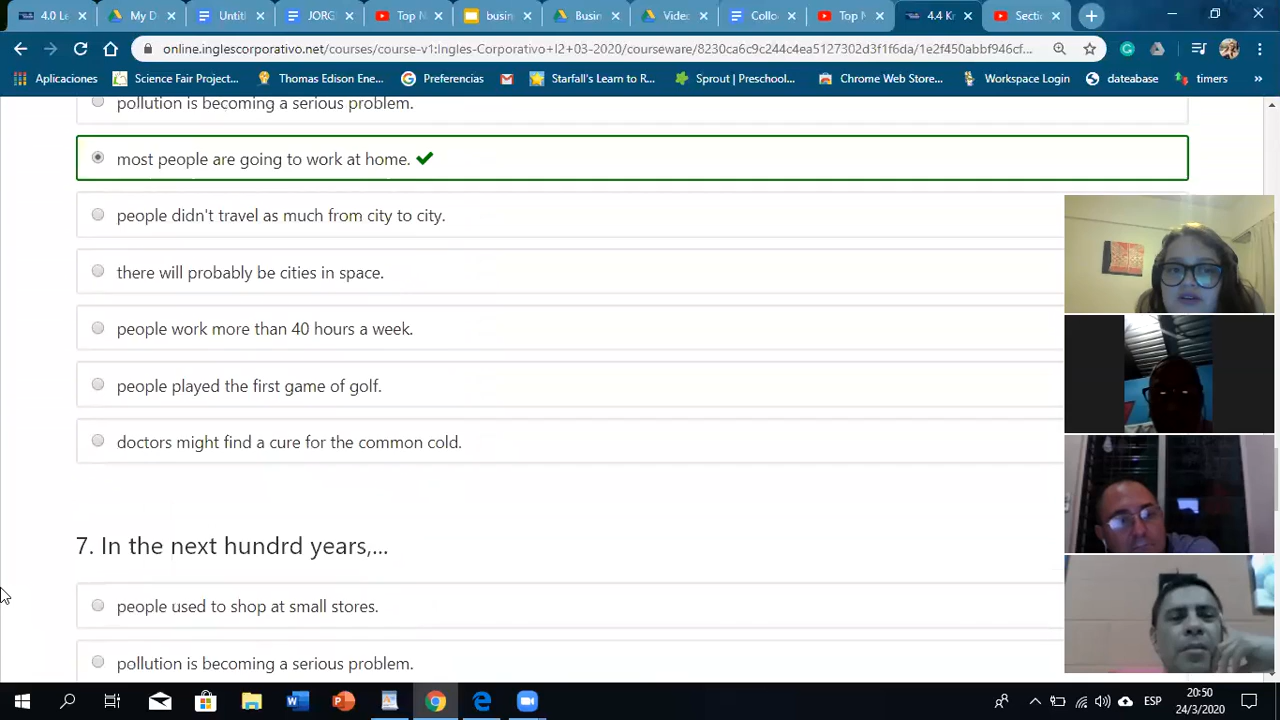 4.0 Le
My D
Untit
JORG
Top N
busin
Busin
Video
Collo
Top N
4.4 Kr
Secti
online.inglescorporativo.net/courses/course-v1:Ingles-Corporativo+I2+03-2020/courseware/8230ca6c9c244c4ea5127302d3f1f6da/1e2f450abbf946cf...
Aplicaciones
Science Fair Project...
Thomas Edison Ene...
Preferencias
Starfall's Learn to R...
Sprout | Preschool...
Chrome Web Store...
Workspace Login
dateabase
timers
»
pollution is becoming a serious problem.
most people are going to work at home.
people didn't travel as much from city to city.
there will probably be cities in space.
people work more than 40 hours a week.
people played the first game of golf.
doctors might find a cure for the common cold.
7. In the next hundrd years,...
people used to shop at small stores.
pollution is becoming a serious problem.
ESP
20:50
24/3/2020